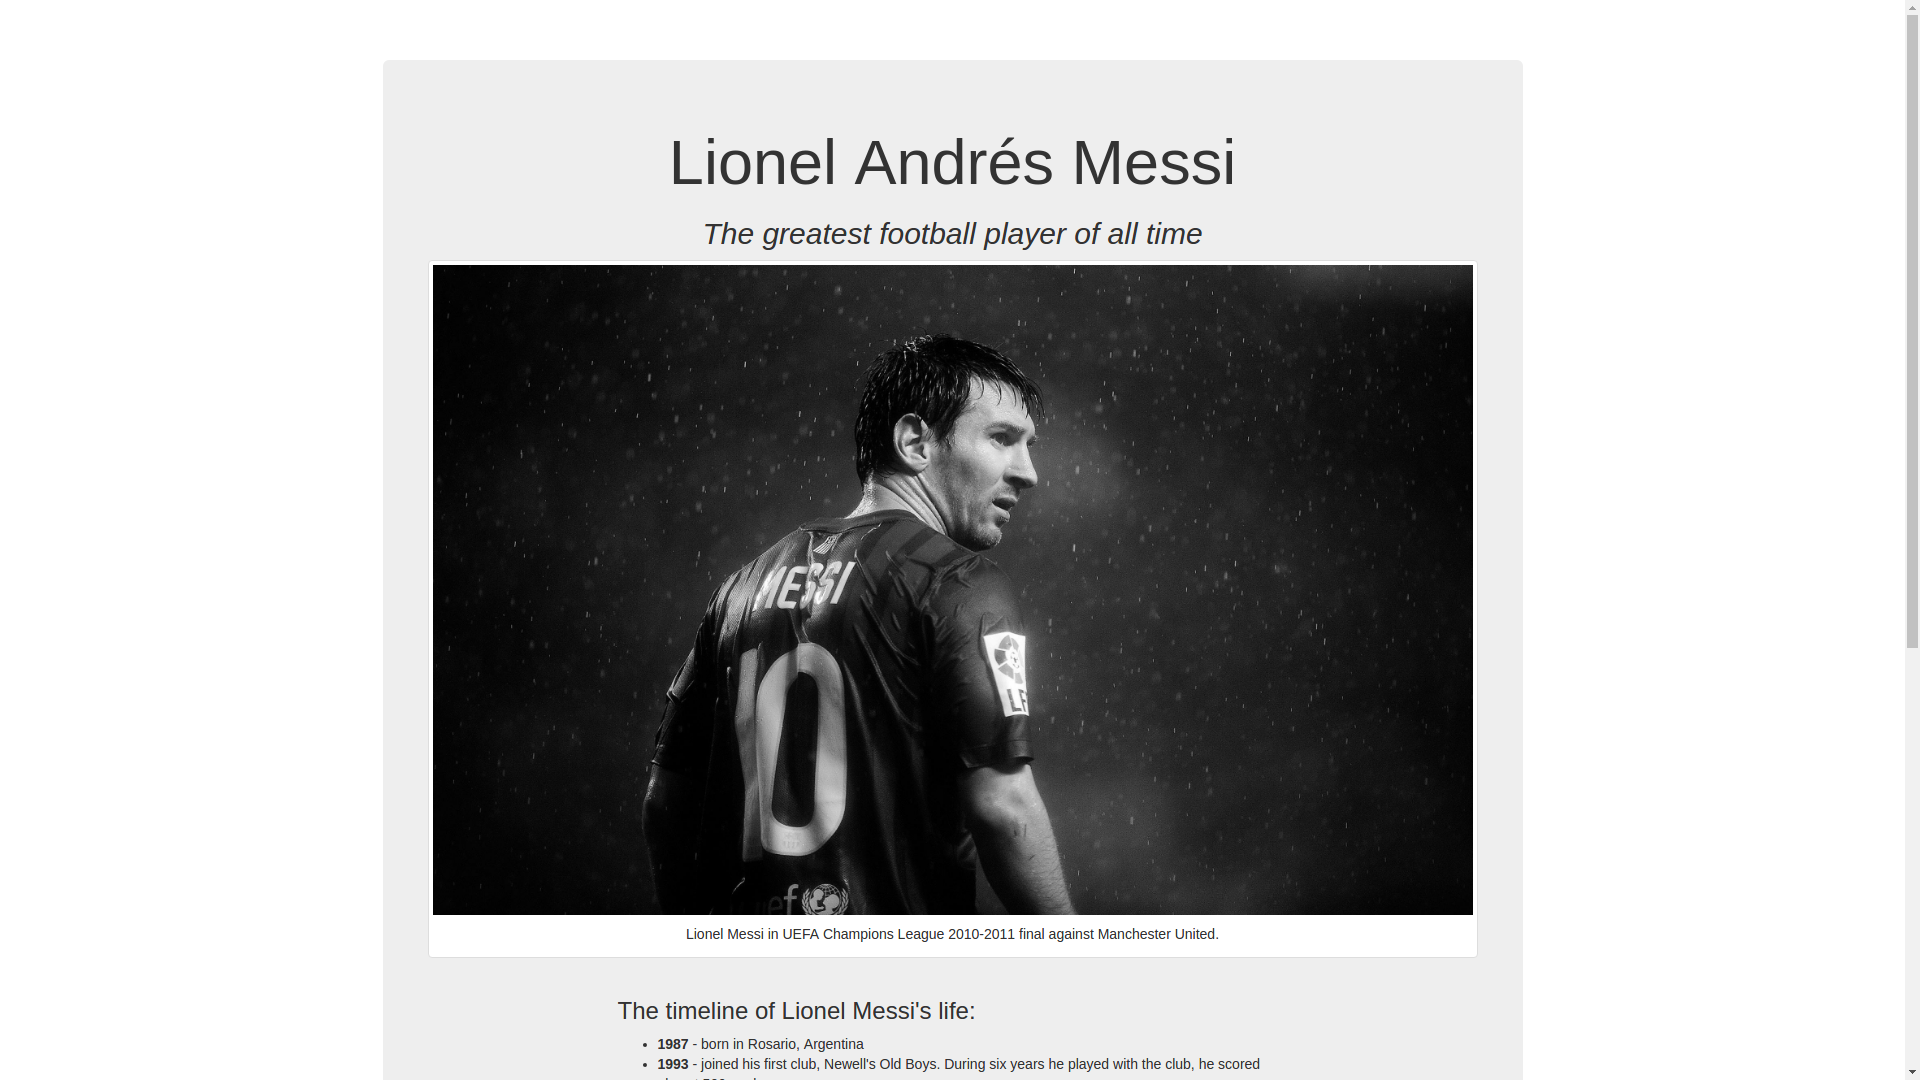 Lionel Andrés Messi
The greatest football player of all time
MESSI
10
LF
ef
Lionel Messi in UEFA Champions League 2010-2011 final against Manchester United.
The timeline of Lionel Messi's life:
• 1987 - born in Rosario, Argentina
• 1993 - joined his first club, Newell's Old Boys. During six years he played with the club, he scored